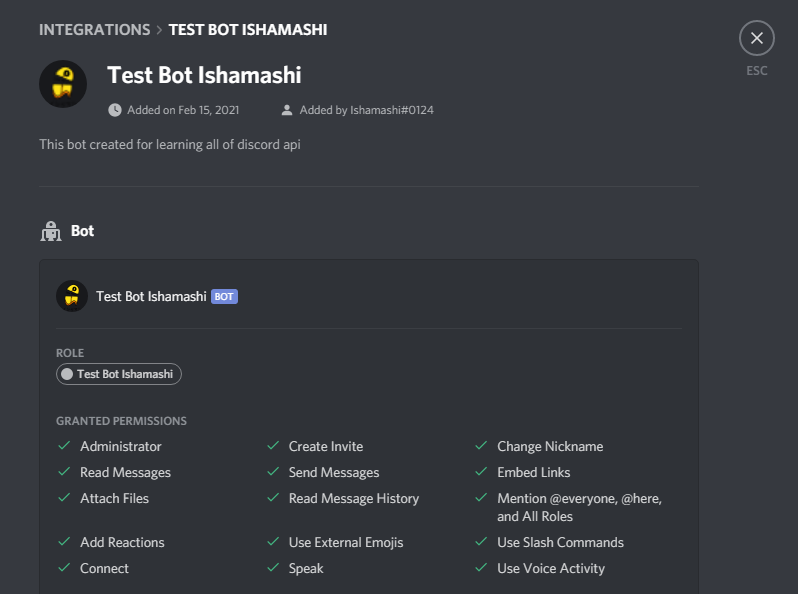 INTEGRATIONS > TEST BOT ISHAMASHI
Test Bot Ishamashi
Added on Feb 15, 2021 Added by Ishamashi#0124
ESC
This bot created for learning all of discord api
Bot
Test Bot Ishamashi BOT
ROLE
Test Bot Ishamashi
GRANTED PERMISSIONS
Administrator Create Invite Change Nickname
Read Messages Send Messages Embed Links
Attach Files Read Message History Mention @everyone, @here,
and All Roles
Add Reactions Use External Emojis Use Slash Commands
Connect Speak Use Voice Activity